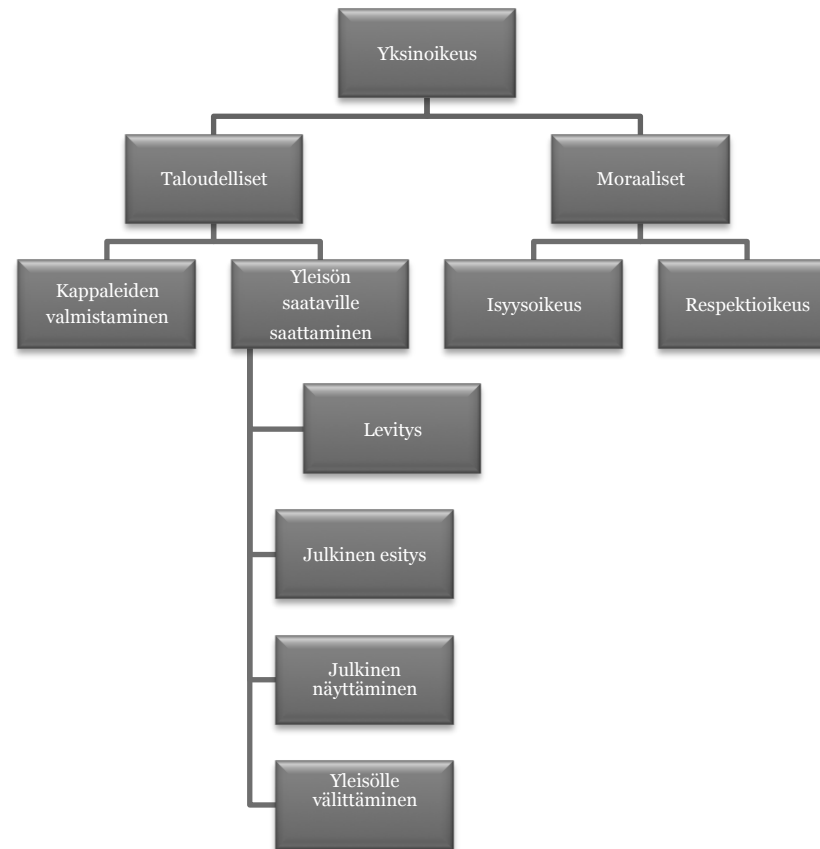 Yksinoikeus
Taloudelliset
Moraaliset
Kappaleiden
valmistaminen
Yleisön
saataville
saattaminen
Isyysoikeus
Respektioikeus
Levitys
Julkinen esitys
Julkinen
näyttäminen
Yleisölle
välittäminen